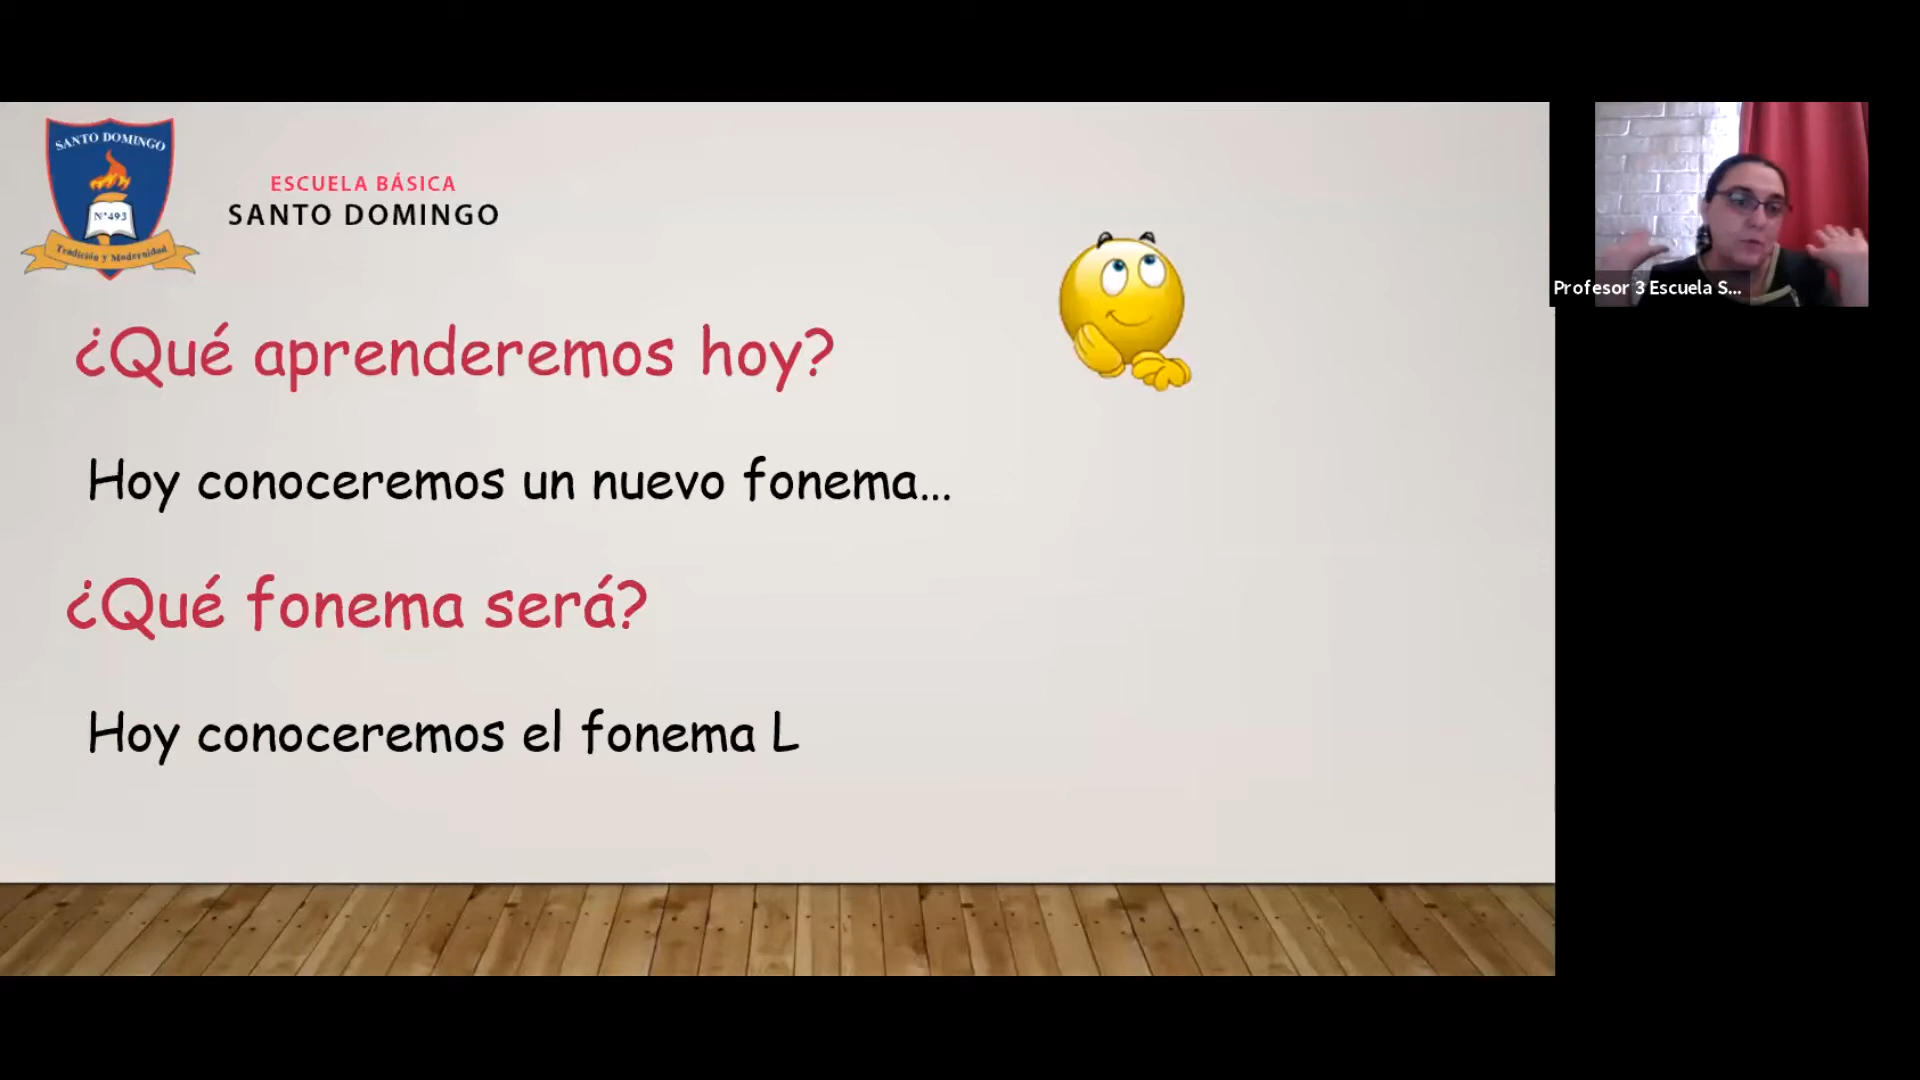 SANTO DOMINGO
N°493
Tradición y Modernidad
ESCUELA BÁSICA
SANTO DOMINGO
¿Qué aprenderemos hoy?
Hoy conoceremos un nuevo fonema...
¿Qué fonema será?
Hoy conoceremos el fonema L
Profesor 3 Escuela S...